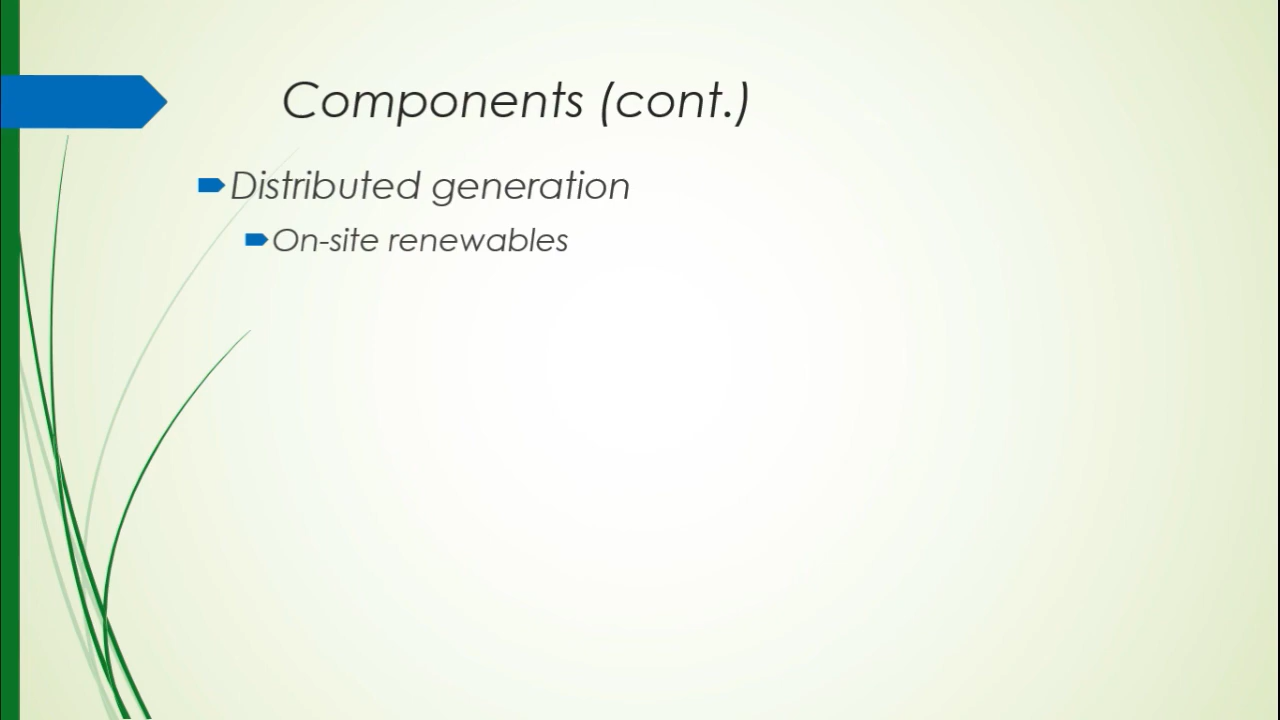 Components (cont.)
Distributed generation
On-site renewables